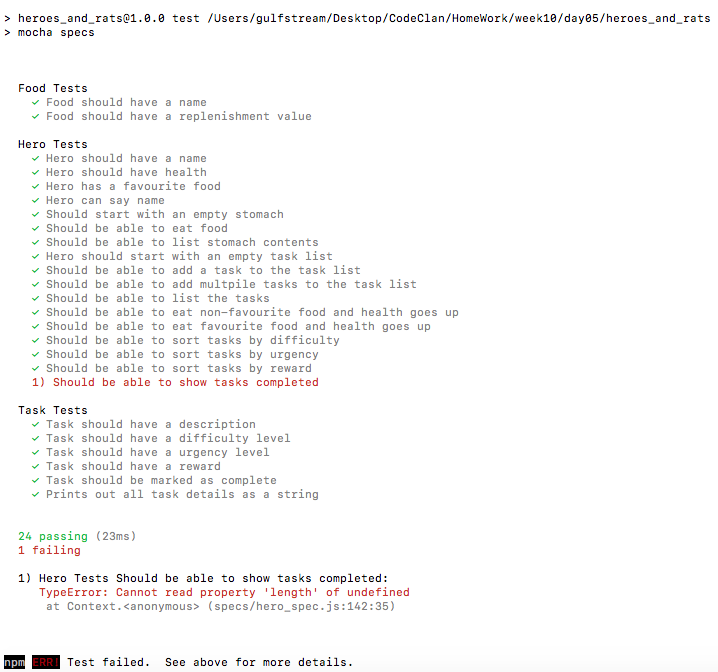 > heroes_and_rats@1.0.0 test /Users/gulfstream/Desktop/CodeClan/HomeWork/week10/day05/heroes_and_rats
> mocha specs
Food Tests
✓ Food should have a name
✓ Food should have a replenishment value
Hero Tests
✓ Hero should have a name
✓ Hero should have health
✓ Hero has a favourite food
✓ Hero can say name
✓ Should start with an empty stomach
✓ Should be able to eat food
✓ Should be able to list stomach contents
✓ Hero should start with an empty task list
✓ Should be able to add a task to the task list
✓ Should be able to add multpile tasks to the task list
✓ Should be able to list the tasks
✓ Should be able to eat non-favourite food and health goes up
✓ Should be able to eat favourite food and health goes up
✓ Should be able to sort tasks by difficulty
✓ Should be able to sort tasks by urgency
✓ Should be able to sort tasks by reward
1) Should be able to show tasks completed
Task Tests
✓ Task should have a description
✓ Task should have a difficulty level
✓ Task should have a urgency level
✓ Task should have a reward
✓ Task should be marked as complete
✓ Prints out all task details as a string
24 passing (23ms)
1 failing
1) Hero Tests Should be able to show tasks completed:
TypeError: Cannot read property 'length' of undefined
at Context.<anonymous> (specs/hero_spec.js:142:35)
npm ERR! Test failed.  See above for more details.